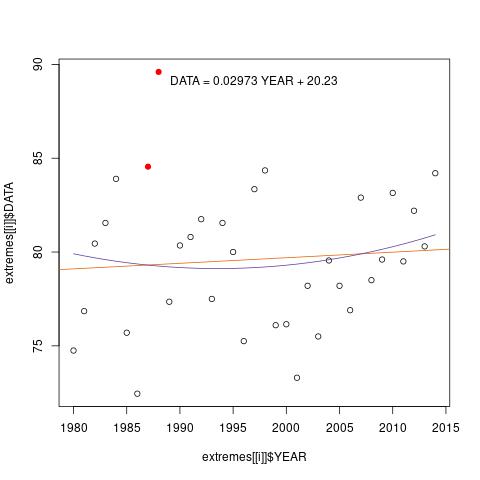 DATA = 0.02973 YEAR + 20.23
extremes[[i]]$DATA
90
85
80
75
1980 1985 1990 1995 2000 2005 2010 2015
extremes[[i]]$YEAR